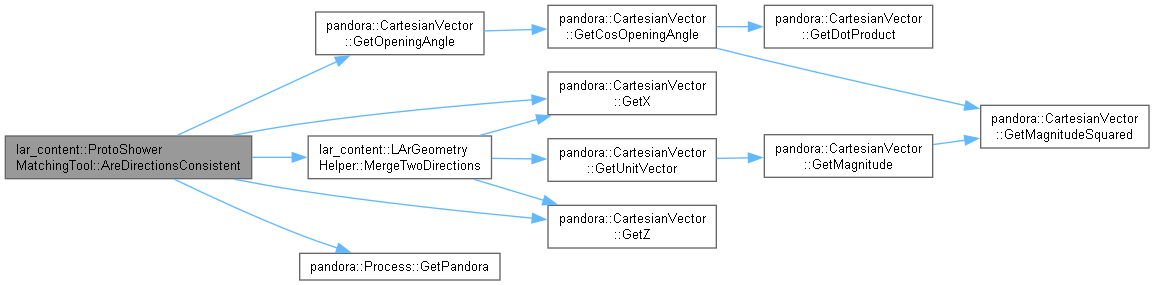 lar_content::ProtoShower
MatchingTool::AreDirectionsConsistent
pandora::CartesianVector
::GetOpeningAngle
pandora::CartesianVector
::GetCosOpeningAngle
pandora::CartesianVector
::GetDotProduct
pandora::CartesianVector
::GetMagnitudeSquared
pandora::CartesianVector
::GetX
lar_content::LArGeometry
Helper::MergeTwoDirections
pandora::CartesianVector
::GetUnitVector
pandora::CartesianVector
::GetMagnitude
pandora::CartesianVector
::GetZ
pandora::Process::GetPandora